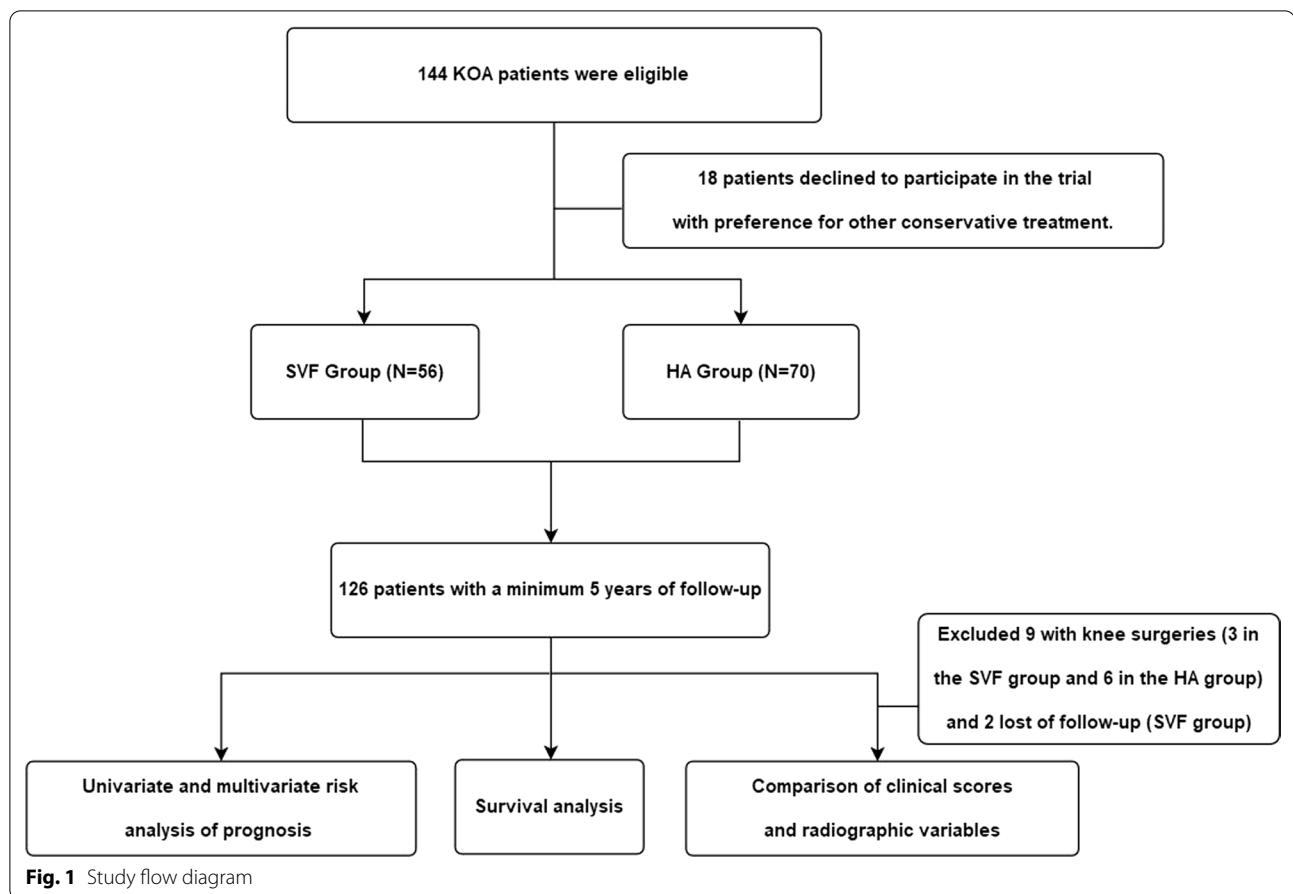 144 KOA patients were eligible
18 patients declined to participate in the trial
with preference for other conservative treatment.
SVF Group (N=56)
HA Group (N=70)
126 patients with a minimum 5 years of follow-up
Excluded 9 with knee surgeries (3 in
the SVF group and 6 in the HA group)
and 2 lost of follow-up (SVF group)
Univariate and multivariate risk
analysis of prognosis
Survival analysis
Comparison of clinical scores
and radiographic variables
Fig. 1 Study flow diagram